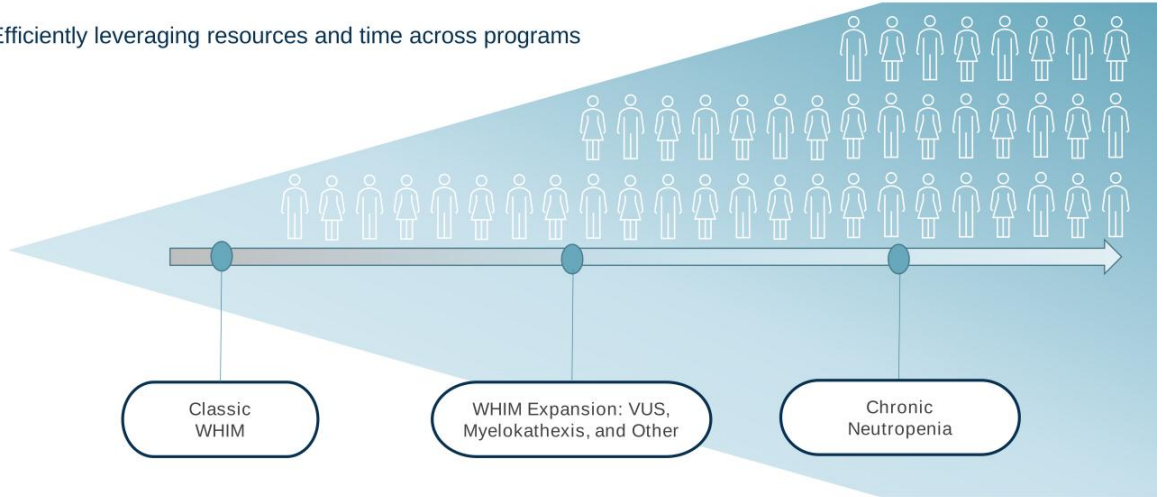 Efficiently leveraging resources and time across programs
Classic
WHIM
WHIM Expansion: VUS,
Myelokathexis, and Other
Chronic
Neutropenia